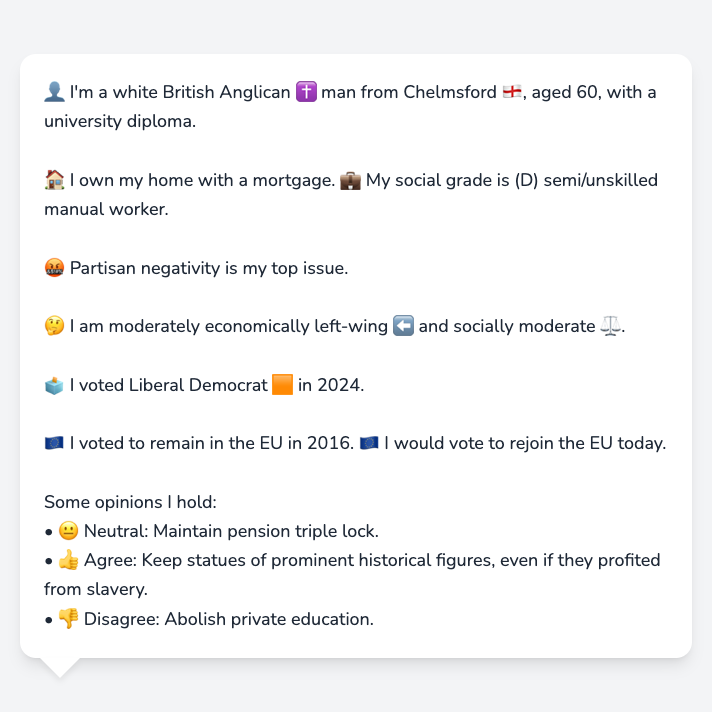 👤 I'm a white British Anglican ✝️ man from Chelmsford 🏴󠁧󠁢󠁥󠁮󠁧󠁿, aged 60, with a
university diploma.
🏠 I own my home with a mortgage. 💼 My social grade is (D) semi/unskilled
manual worker.
🤬 Partisan negativity is my top issue.
🤔 I am moderately economically left-wing ⬅️ and socially moderate ⚖️.
🗳️ I voted Liberal Democrat 🟧 in 2024.
🇪🇺 I voted to remain in the EU in 2016. 🇪🇺 I would vote to rejoin the EU today.
Some opinions I hold:
• 😐 Neutral: Maintain pension triple lock.
• 👍 Agree: Keep statues of prominent historical figures, even if they profited
from slavery.
• 👎 Disagree: Abolish private education.